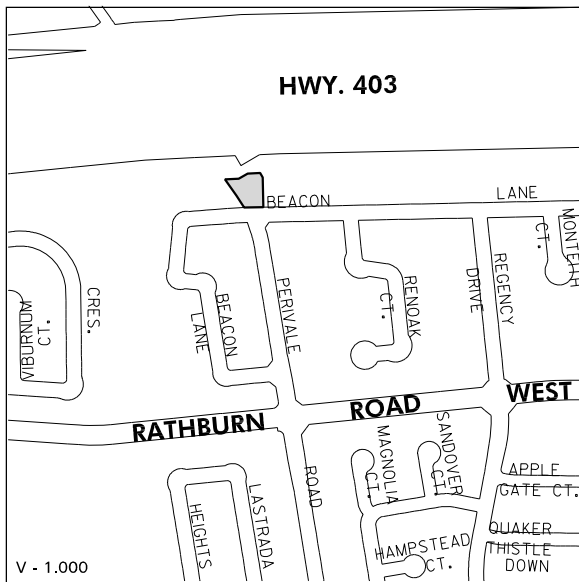 HWY. 403
BEACON LANE
MONTEITH
CT.
VIBURNUM
CT.
CRES.
LANE
BEACON
PERIVALE
RENOAK
CT.
DRIVE
REGENCY
RATHBURN ROAD WEST
HEIGHTS
LASTRADA
ROAD
MAGNOLIA
CT.
SANDOVER
CT.
HAMPSTEAD
CT.
APPLE
GATE CT.
QUAKER
THISTLE
DOWN
V - 1.000